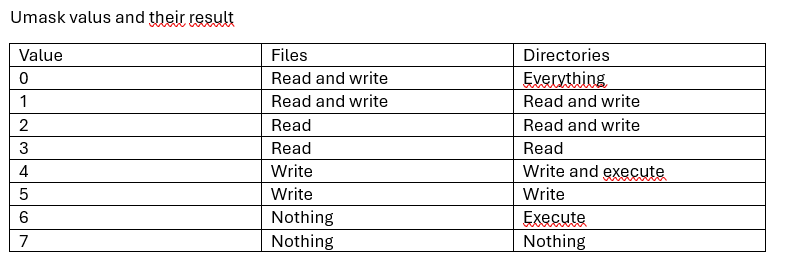 Umask valus and their result
Value Files Directories
0 Read and write Everything
1 Read and write Read and write
2 Read Read and write
3 Read Read
4 Write Write and execute
5 Write Write
6 Nothing Execute
7 Nothing Nothing